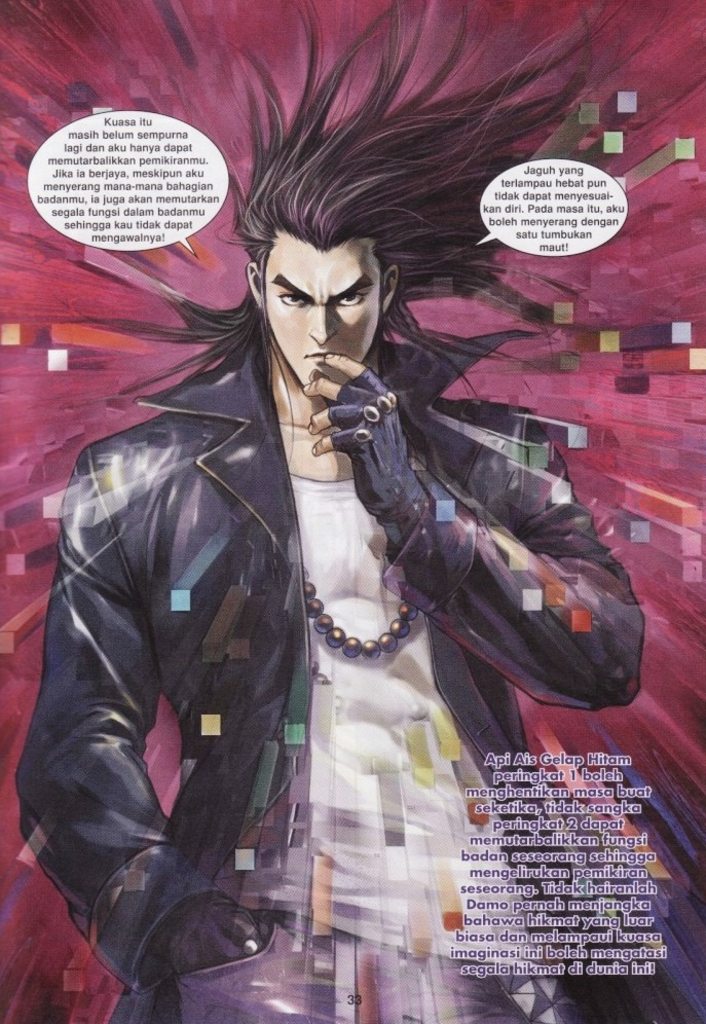 Kuasa itu
masih belum sempurna
lagi dan aku hanya dapat
memutarbalikkan pemikiranmu.
Jika ia berjaya, meskipun aku
menyerang mana-mana bahagian
badanmu, ia juga akan memutarkan
segala fungsi dalam badanmu
sehingga kau tidak dapat
mengawalnya!
Jaguh yang
terlampau hebat pun
tidak dapat menyesuai-
kan diri. Pada masa itu, aku
boleh menyerang dengan
satu tumbukan
maut!
Api Ais Gelap Hitam
peringkat 1 boleh
menghentikan masa buat
seketika, tidak sangka
peringkat 2 dapat
memutarbalikkan fungsi
badan seseorang sehingga
mengelirukan pemikiran
seseorang. Tidak hairanlah
Damo pernah menjangka
bahawa hikmat yang luar
biasa dan melampaui kuasa
imaginasi ini boleh mengatasi
segala hikmat di dunia ini!
33